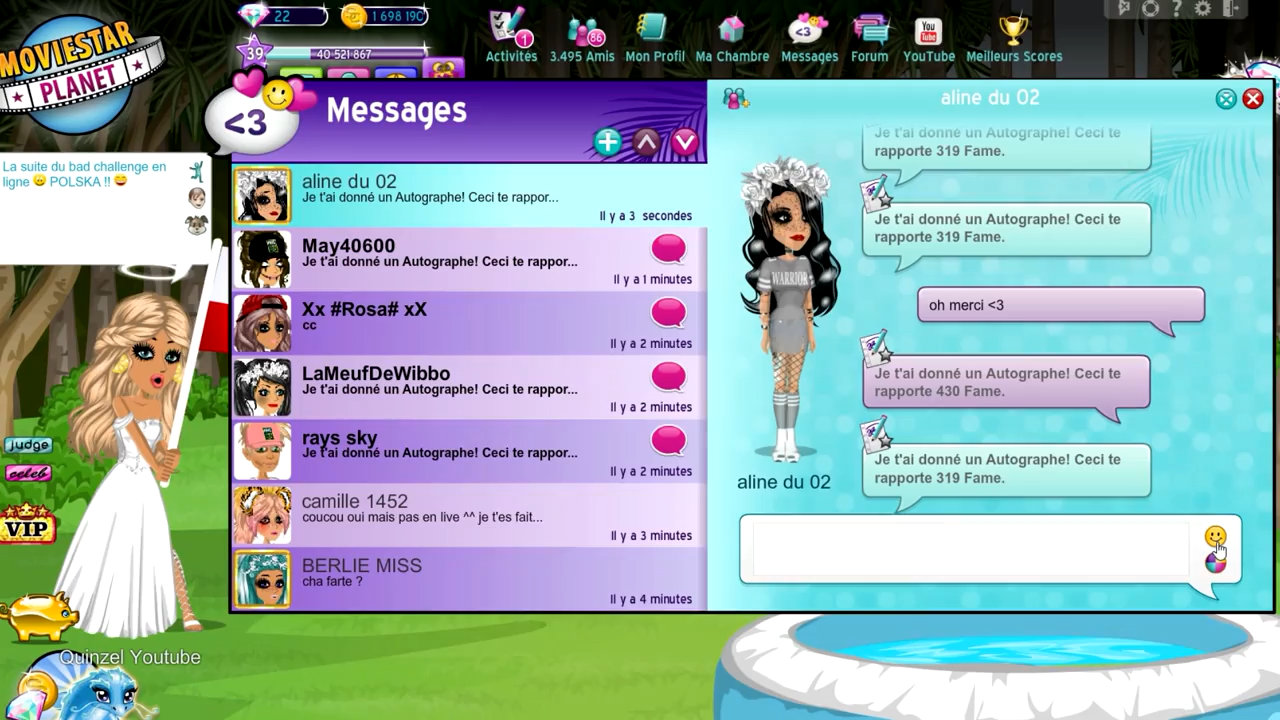 MOVIESTAR
PLANET
22
1 698 190
39
40 521 867
1
Activités
86
3.495 Amis
Mon Profil
Ma Chambre
<3
Messages
Forum
You
Tube
YouTube
Meilleurs Scores
La suite du bad challenge en
ligne 😐 POLSKA !! 😄
<3
Messages
aline du 02
Je t'ai donné un Autographe! Ceci te rappor...
Il y a 3 secondes
May40600
Je t'ai donné un Autographe! Ceci te rappor...
Il y a 1 minutes
Xx #Rosa# xX
cc
Il y a 2 minutes
LaMeufDeWibbo
Je t'ai donné un Autographe! Ceci te rappor...
Il y a 2 minutes
rays sky
Je t'ai donné un Autographe! Ceci te rappor...
Il y a 2 minutes
camille 1452
coucou oui mais pas en live ^^ je t'es fait...
Il y a 3 minutes
BERLIE MISS
cha farte ?
Il y a 4 minutes
aline du 02
Je t'ai donné un Autographe! Ceci te
rapporte 319 Fame.
Je t'ai donné un Autographe! Ceci te
rapporte 319 Fame.
oh merci <3
Je t'ai donné un Autographe! Ceci te
rapporte 430 Fame.
Je t'ai donné un Autographe! Ceci te
rapporte 319 Fame.
WARRIOR
aline du 02
judge
celeb
VIP
Quinzel Youtube